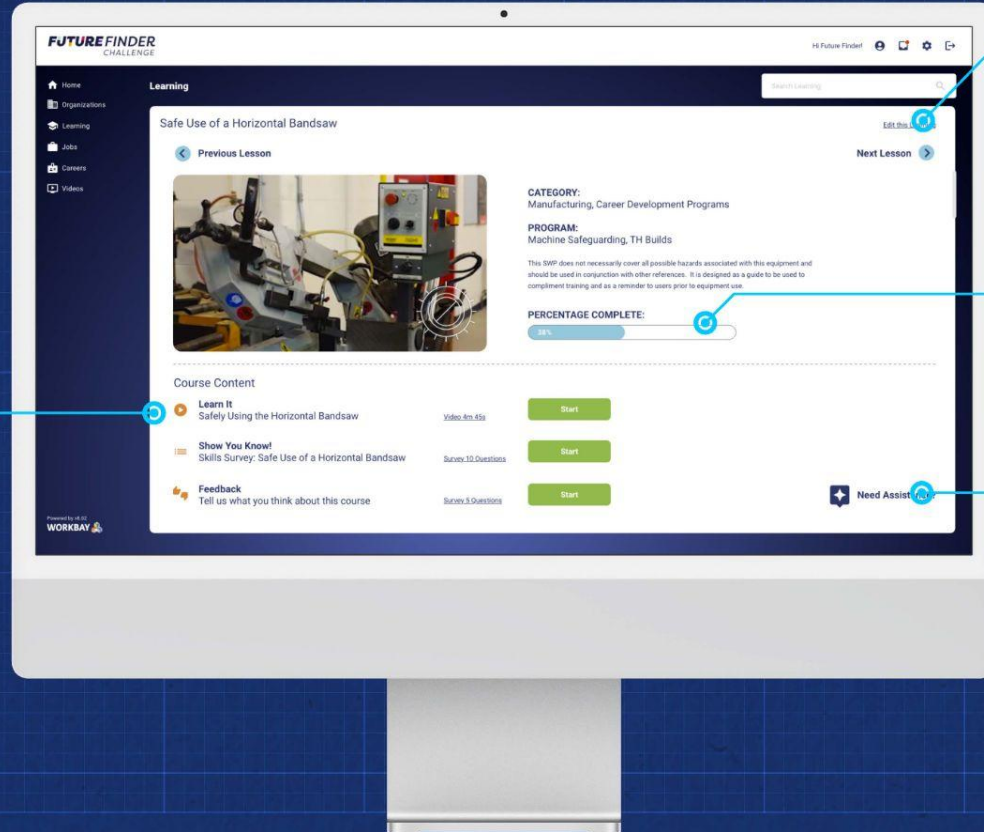 FUTURE FINDER
CHALLENGE
Hi Future Finder!
Home
Organizations
Learning
Jobs
Careers
Videos
Learning
Search Learning
Safe Use of a Horizontal Bandsaw
Edit this
Previous Lesson
Next Lesson
CATEGORY:
Manufacturing, Career Development Programs
PROGRAM:
Machine Safeguarding, TH Builds
This SWP does not necessarily cover all possible hazards associated with this equipment and
should be used in conjunction with other references. It is designed as a guide to be used to
compliment training and as a reminder to users prior to equipment use.
PERCENTAGE COMPLETE:
38%
Course Content
Learn It
Safely Using the Horizontal Bandsaw
Video 4m 45s
Start
Show You Know!
Skills Survey: Safe Use of a Horizontal Bandsaw
Survey 10 Questions
Start
Feedback
Tell us what you think about this course
Survey 5 Questions
Start
Need
Powered by
WORKBAY